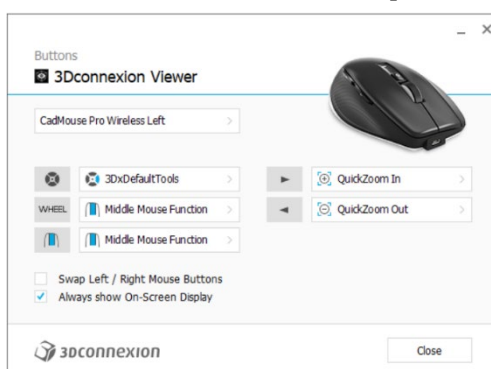 Buttons
3Dconnexion Viewer
CadMouse Pro Wireless Left
3DxDefaultTools
QuickZoom In
WHEEL
Middle Mouse Function
QuickZoom Out
Middle Mouse Function
Swap Left / Right Mouse Buttons
Always show On-Screen Display
3Dconnexion
Close